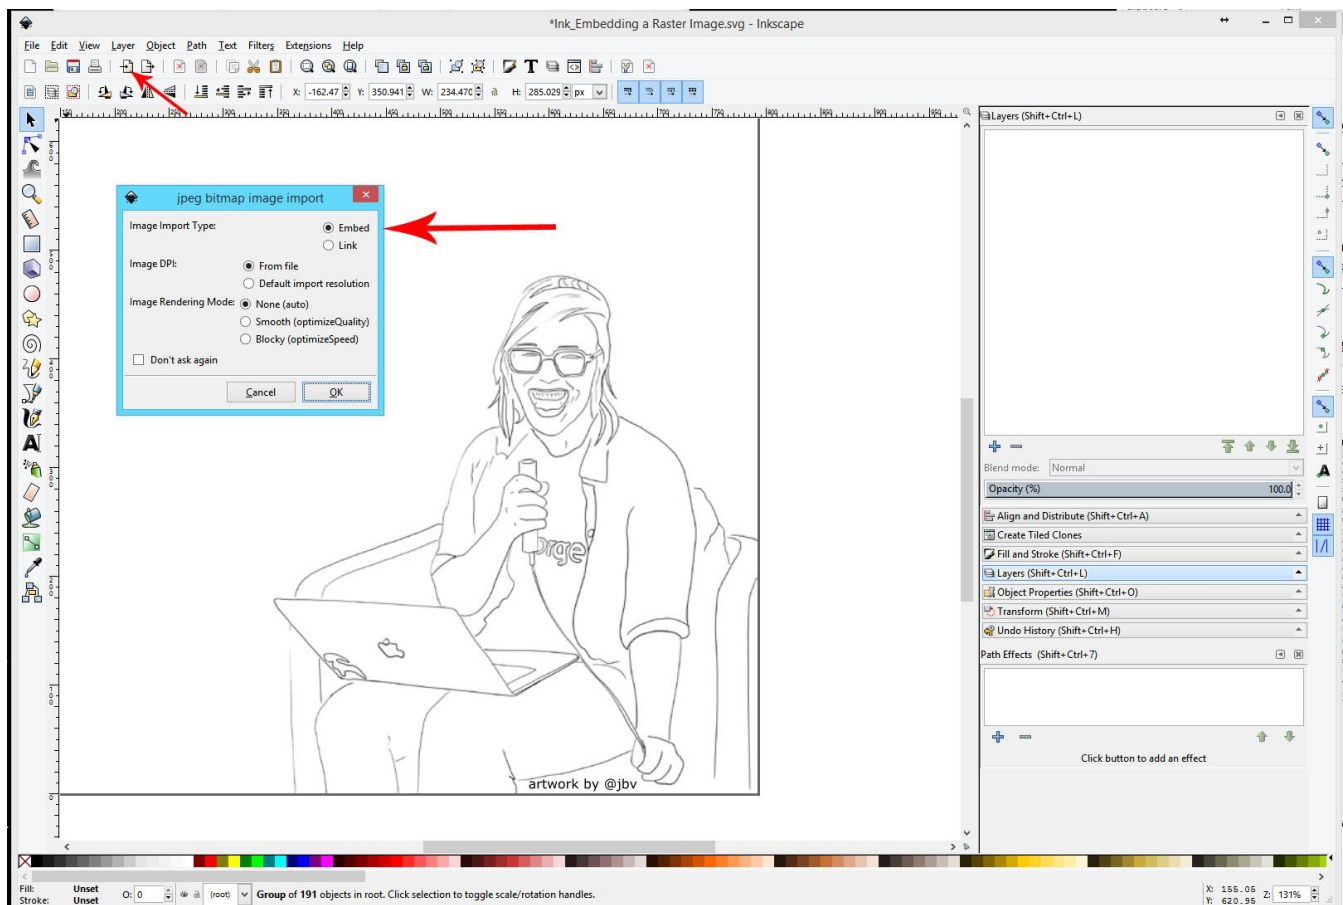 *Ink_Embedding a Raster Image.svg - Inkscape
File Edit View Layer Object Path Text Filters Extensions Help
X: -162.47 Y: 350.941 W: 234.470 H: 285.029 px
Layers (Shift+Ctrl+L)
jpeg bitmap image import
Image Import Type:
Embed
Link
Image DPI:
From file
Default import resolution
Image Rendering Mode:
None (auto)
Smooth (optimizeQuality)
Blocky (optimizeSpeed)
Don't ask again
Cancel OK
orge
artwork by @jbv
Blend mode: Normal
Opacity (%) 100.0
Align and Distribute (Shift+Ctrl+A)
Create Tiled Clones
Fill and Stroke (Shift+Ctrl+F)
Layers (Shift+Ctrl+L)
Object Properties (Shift+Ctrl+O)
Transform (Shift+Ctrl+M)
Undo History (Shift+Ctrl+H)
Path Effects (Shift+Ctrl+7)
Click button to add an effect
Fill: Unset
Stroke: Unset
O: 0 (root) Group of 191 objects in root. Click selection to toggle scale/rotation handles.
X: 155.05
Y: 620.95
Z: 131%